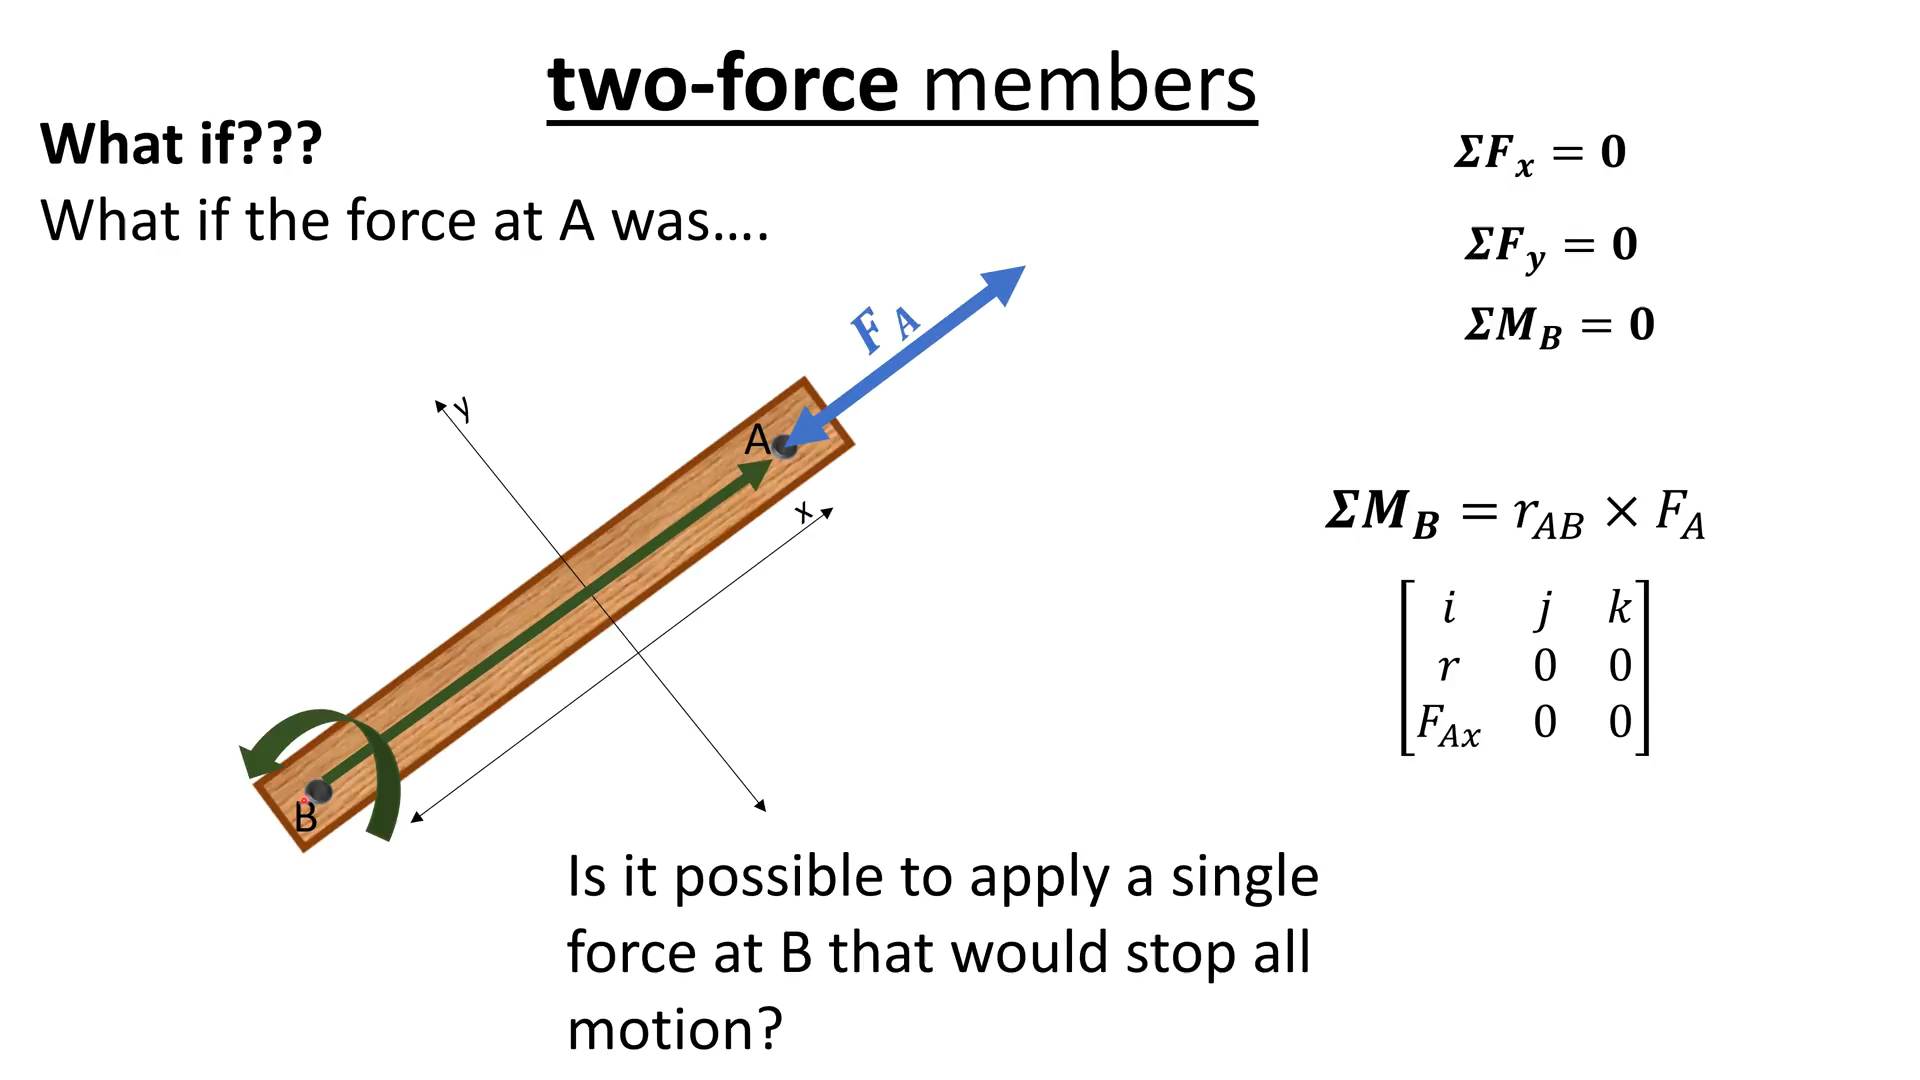 two-force members
What if???
What if the force at A was….
ΣF_x = 0
ΣF_y = 0
ΣM_B = 0
F_A
y
A
x
B
ΣM_B = r_AB × F_A
i j k
r 0 0
F_Ax 0 0
Is it possible to apply a single
force at B that would stop all
motion?